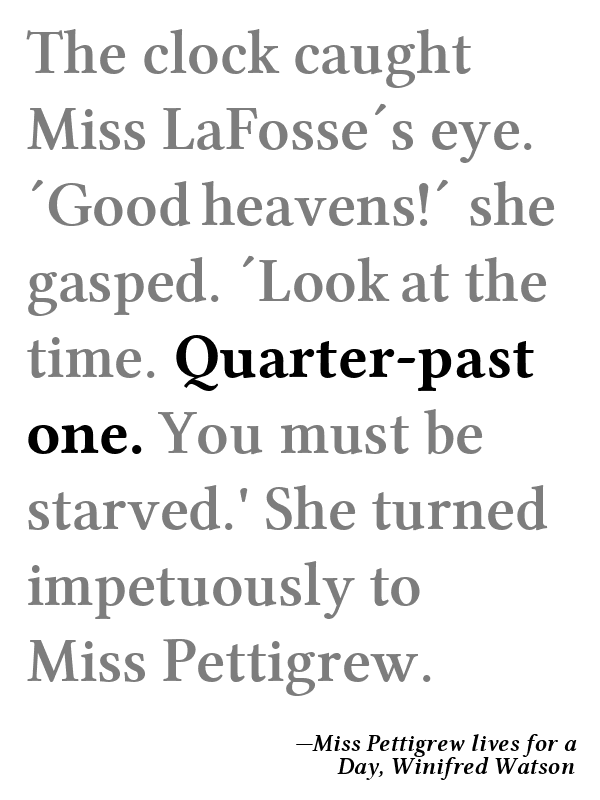 The clock caught
Miss LaFosse´s eye.
´Good heavens!´ she
gasped. ´Look at the
time. Quarter-past
one. You must be
starved.' She turned
impetuously to
Miss Pettigrew.
—Miss Pettigrew lives for a
Day, Winifred Watson